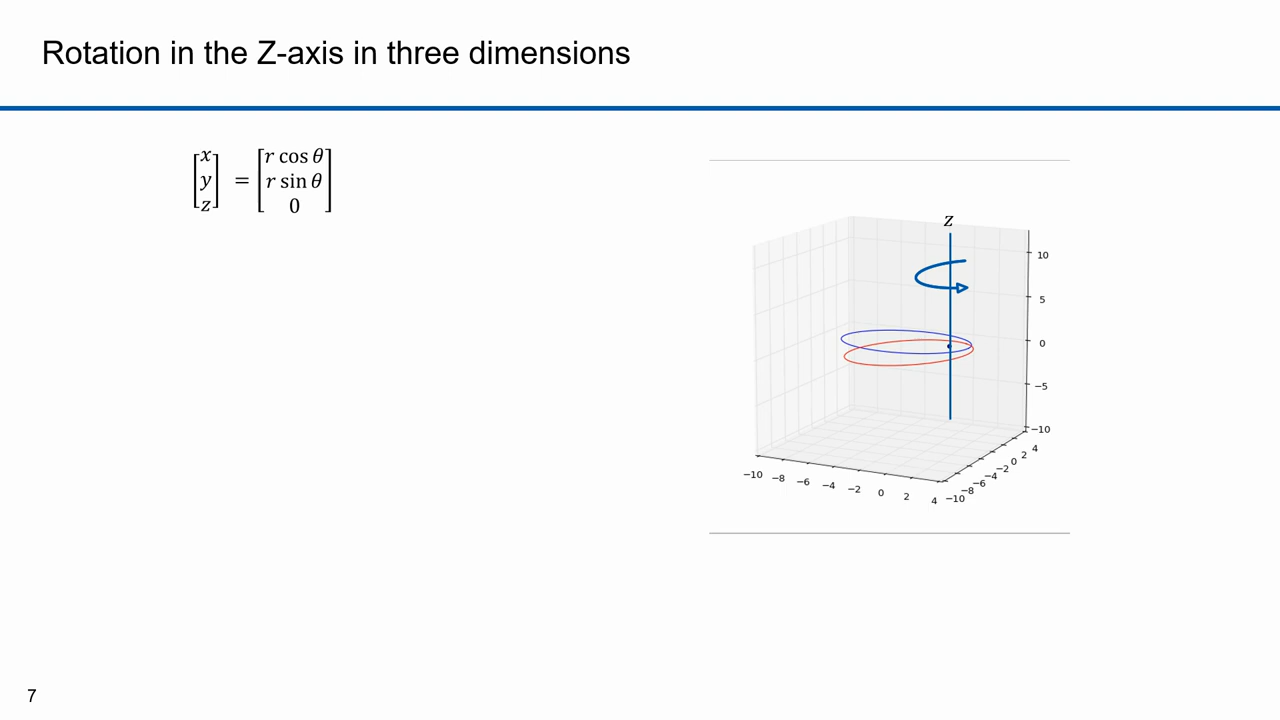 Rotation in the Z-axis in three dimensions
[x y z] = [r cos θ r sin θ 0]
z
10
5
0
−5
−10
−10 −8 −6 −4 −2 0 2 4
−10 −8 −6 −4 −2 0 2 4
7